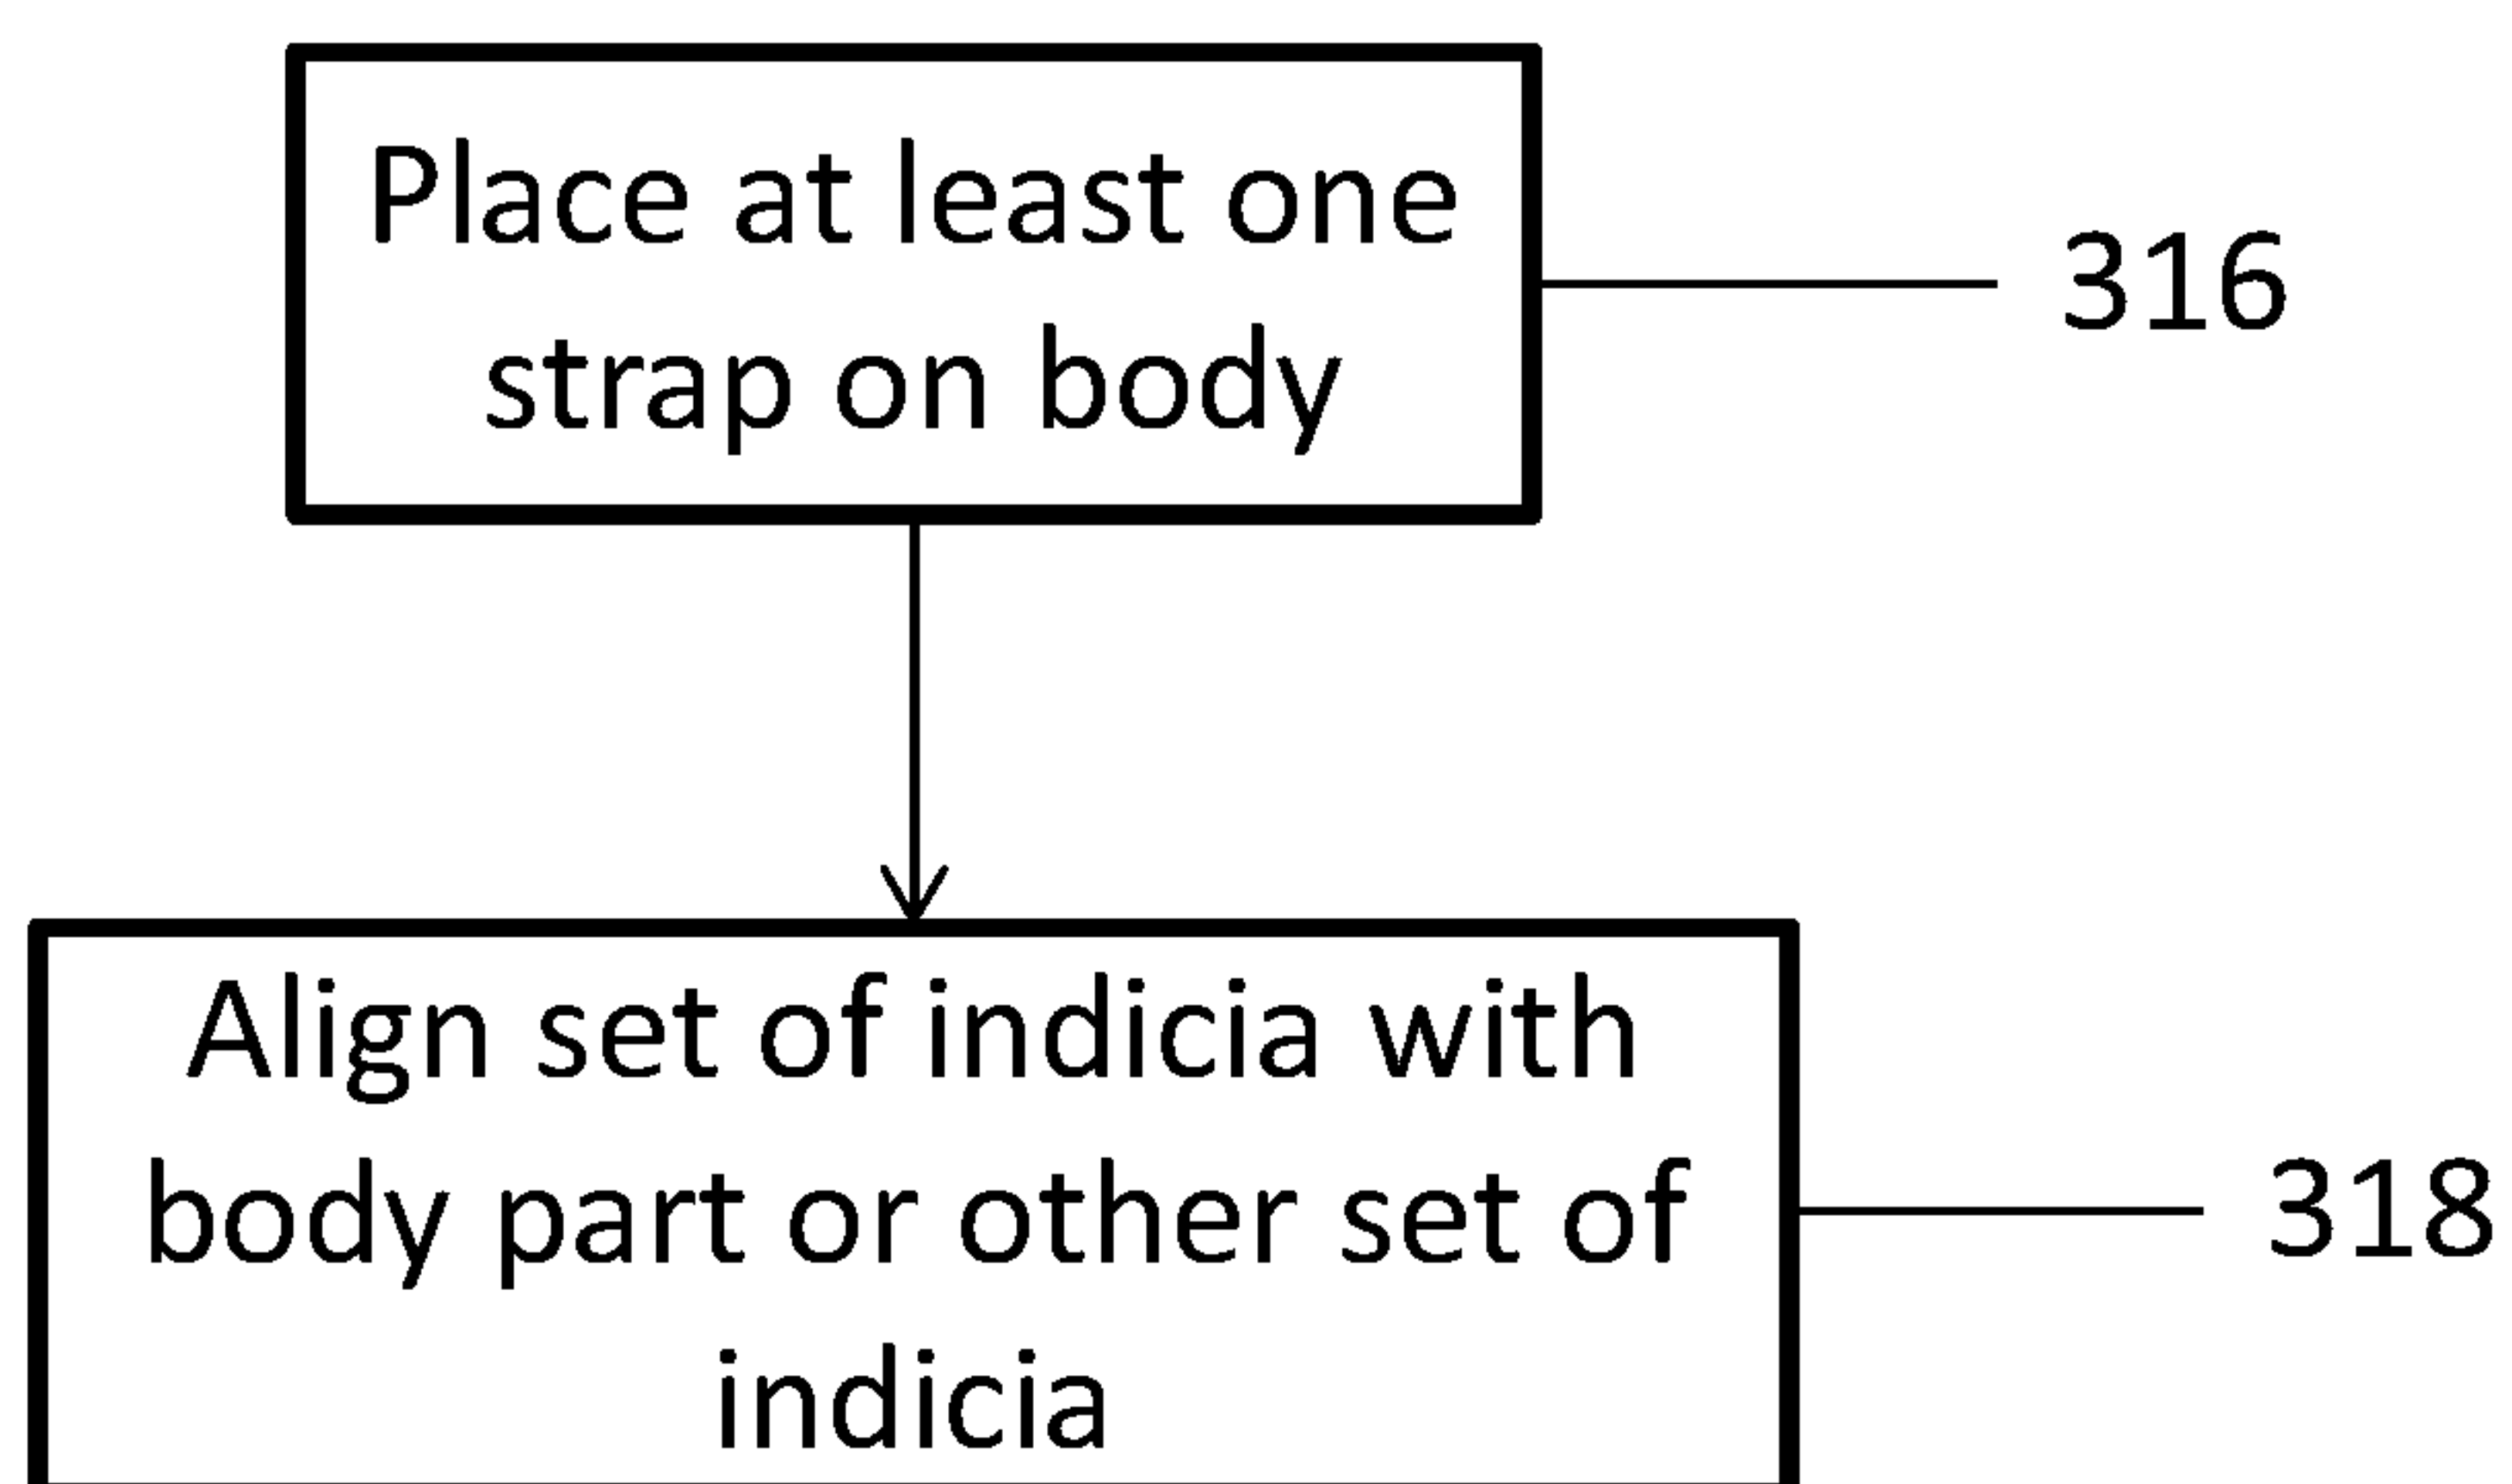 Place at least one
strap on body
316
Align set of indicia with
body part or other set of
indicia
318